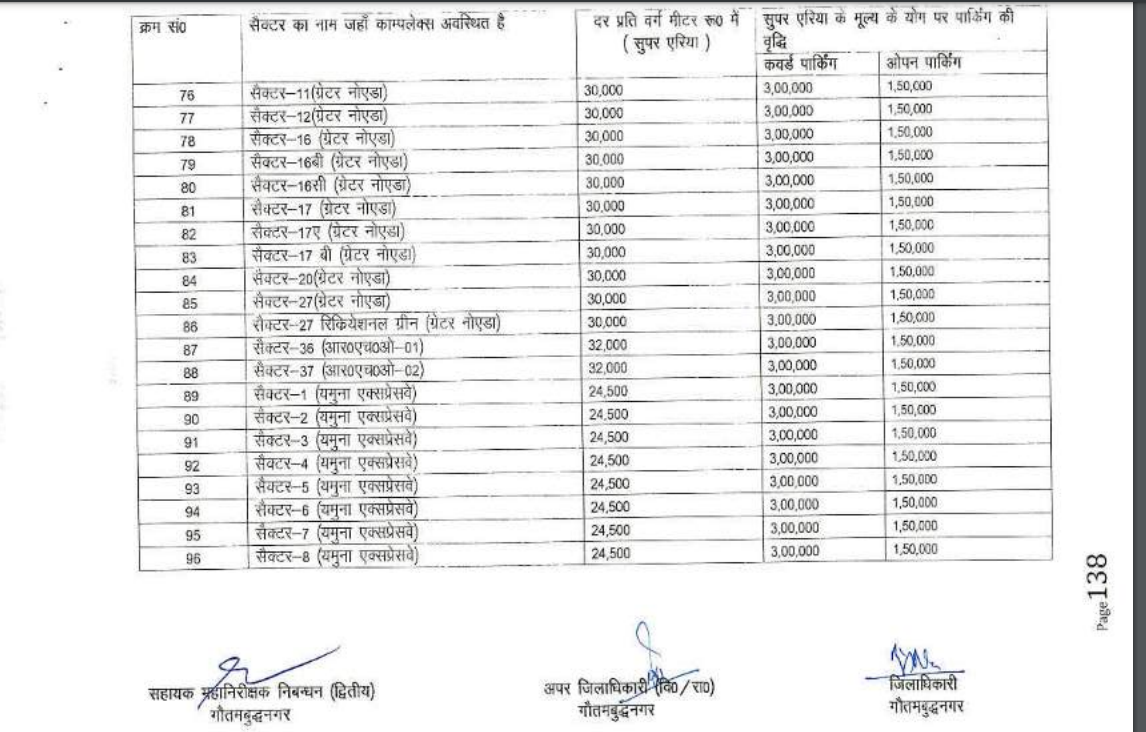 क्रम सं0 सैक्टर का नाम जहाँ काम्पलेक्स अवस्थित है दर प्रति वर्ग मीटर रू0 में सुपर एरिया के मूल्य के योग पर पार्किंग की
( सुपर एरिया ) वृद्धि
कवर्ड पार्किंग ओपन पार्किंग
76 सैक्टर–11(ग्रेटर नोएडा) 30,000 3,00,000 1,50,000
77 सैक्टर–12(ग्रेटर नोएडा) 30,000 3,00,000 1,50,000
78 सैक्टर–16 (ग्रेटर नोएडा) 30,000 3,00,000 1,50,000
79 सैक्टर–16बी (ग्रेटर नोएडा) 30,000 3,00,000 1,50,000
80 सैक्टर–16सी (ग्रेटर नोएडा) 30,000 3,00,000 1,50,000
81 सैक्टर–17 (ग्रेटर नोएडा) 30,000 3,00,000 1,50,000
82 सैक्टर–17ए (ग्रेटर नोएडा) 30,000 3,00,000 1,50,000
83 सैक्टर–17 बी (ग्रेटर नोएडा) 30,000 3,00,000 1,50,000
84 सैक्टर–20(ग्रेटर नोएडा) 30,000 3,00,000 1,50,000
85 सैक्टर–27(ग्रेटर नोएडा) 30,000 3,00,000 1,50,000
86 सैक्टर–27 रिक्रियेशनल ग्रीन (ग्रेटर नोएडा) 30,000 3,00,000 1,50,000
87 सैक्टर–36 (आर0एच0ओ–01) 32,000 3,00,000 1,50,000
88 सैक्टर–37 (आर0एच0ओ–02) 32,000 3,00,000 1,50,000
89 सैक्टर–1 (यमुना एक्सप्रेसवे) 24,500 3,00,000 1,50,000
90 सैक्टर–2 (यमुना एक्सप्रेसवे) 24,500 3,00,000 1,50,000
91 सैक्टर–3 (यमुना एक्सप्रेसवे) 24,500 3,00,000 1,50,000
92 सैक्टर–4 (यमुना एक्सप्रेसवे) 24,500 3,00,000 1,50,000
93 सैक्टर–5 (यमुना एक्सप्रेसवे) 24,500 3,00,000 1,50,000
94 सैक्टर–6 (यमुना एक्सप्रेसवे) 24,500 3,00,000 1,50,000
95 सैक्टर–7 (यमुना एक्सप्रेसवे) 24,500 3,00,000 1,50,000
96 सैक्टर–8 (यमुना एक्सप्रेसवे) 24,500 3,00,000 1,50,000
Page 138
सहायक महानिरीक्षक निबन्धन (द्वितीय) अपर जिलाधिकारी (वि0/रा0) जिलाधिकारी
गौतमबुद्धनगर गौतमबुद्धनगर गौतमबुद्धनगर